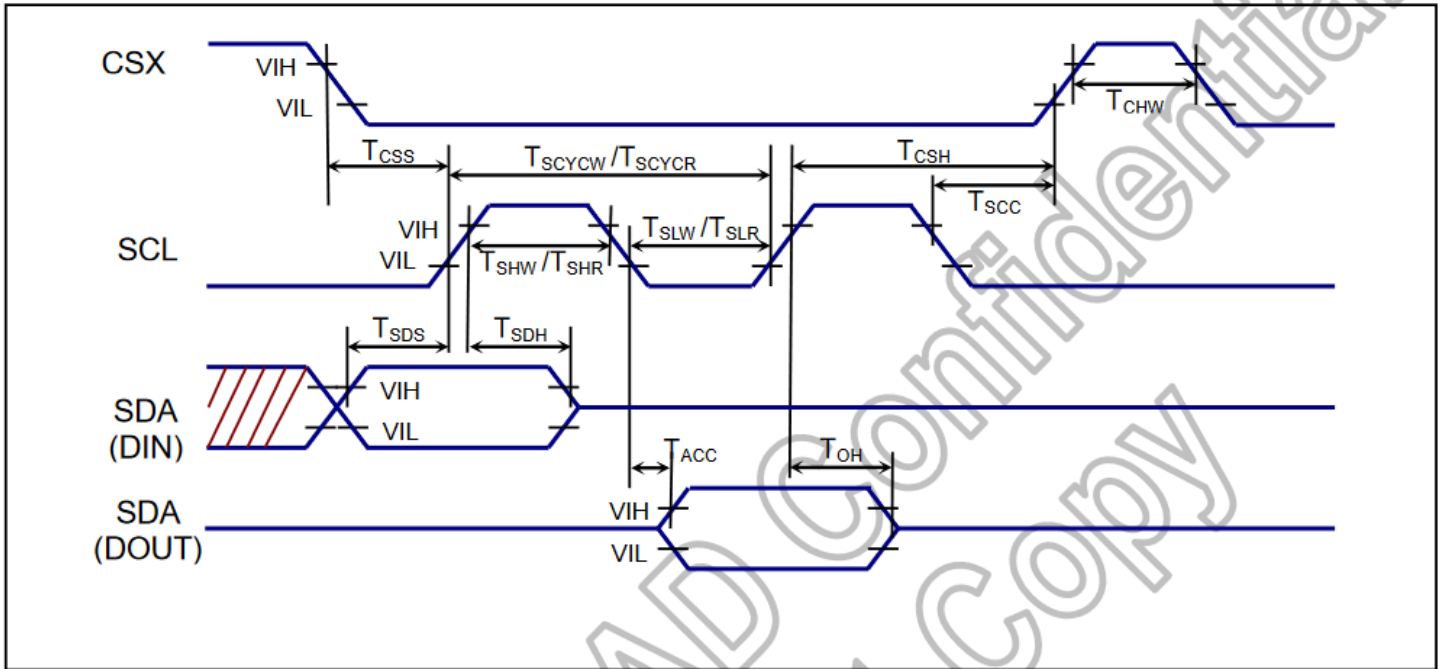 CSX
VIH
VIL
TCHW
TCSS
TSCYCW /TSCYCR
TCSH
TSCC
SCL
VIH
VIL
TSHW /TSHR
TSLW /TSLR
TSDS
TSDH
SDA
(DIN)
VIH
VIL
TACC
TOH
SDA
(DOUT)
VIH
VIL
AD Confidential
Copy